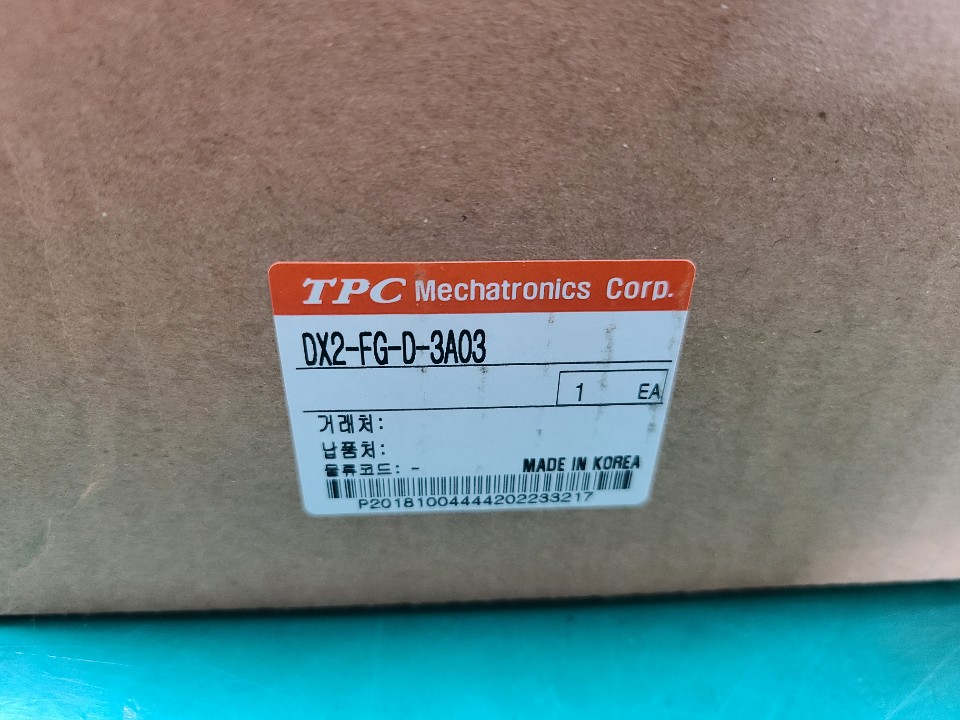 TPC Mechatronics Corp.
DX2-FG-D-3A03
1 EA
거래처:
납품처:
물류코드: -
MADE IN KOREA
P20181004444202233217